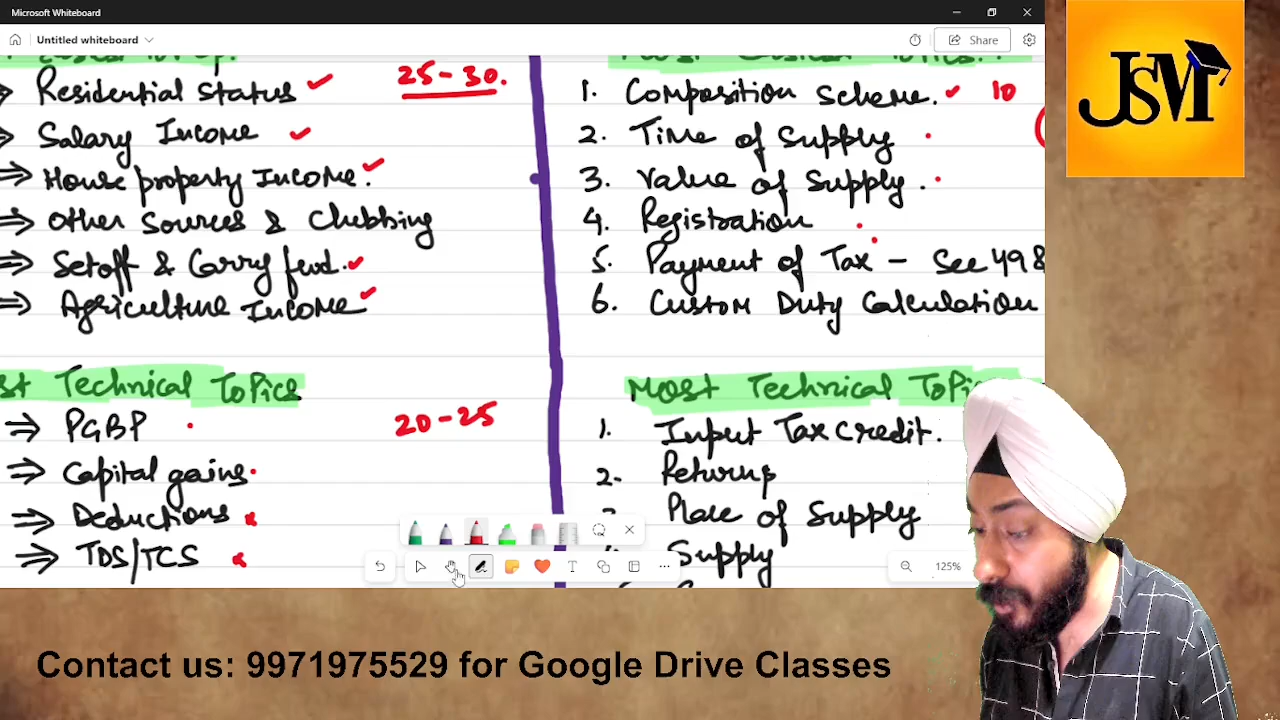 Microsoft Whiteboard
Untitled whiteboard
Share
Residential Status
25-30.
Salary Income
House property Income.
Other Sources & Clubbing
Setoff & Carry fwd.
Agriculture Income
Technical Topics
PGBP
20-25
Capital gains
Deductions
TDS/TCS
1. Composition Scheme. 10
2. Time of Supply
3. Value of Supply.
4. Registration
5. Payment of Tax - Sec 49 &
6. Custom Duty Calculation
Most Technical Topic
1. Input Tax Credit.
2. Returns
Place of Supply
Supply
125%
JSM
Contact us: 9971975529 for Google Drive Classes